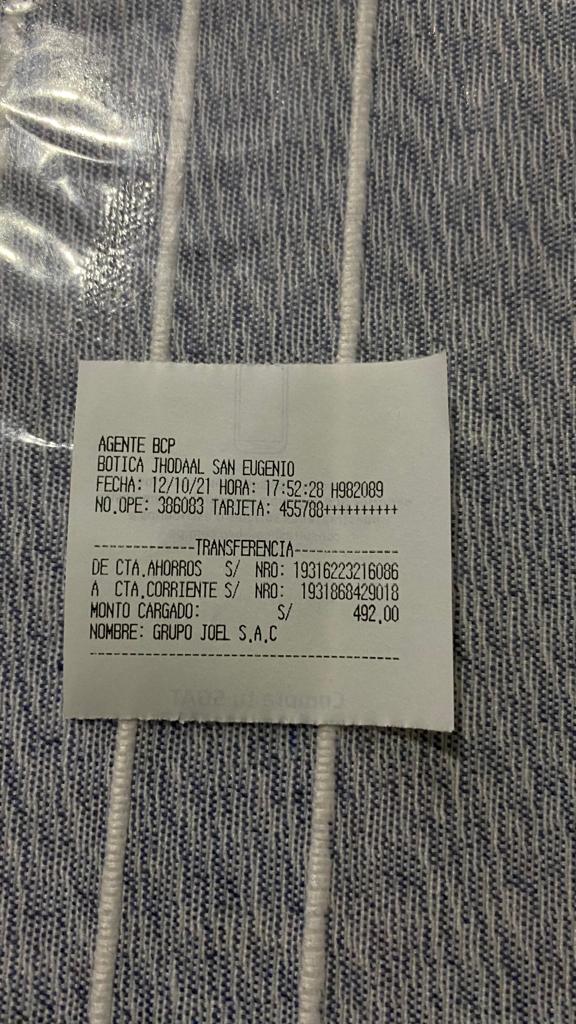 AGENTE BCP
BOTICA JHODAAL SAN EUGENIO
FECHA: 12/10/21 HORA: 17:52:28 H982089
NO.OPE: 386083 TARJETA: 455788++++++++++
--------------TRANSFERENCIA--------------
DE CTA.AHORROS S/ NRO: 19316223216086
A CTA.CORRIENTE S/ NRO: 1931868429018
MONTO CARGADO: S/ 492.00
NOMBRE: GRUPO JOEL S.A.C
-----------------------------------------